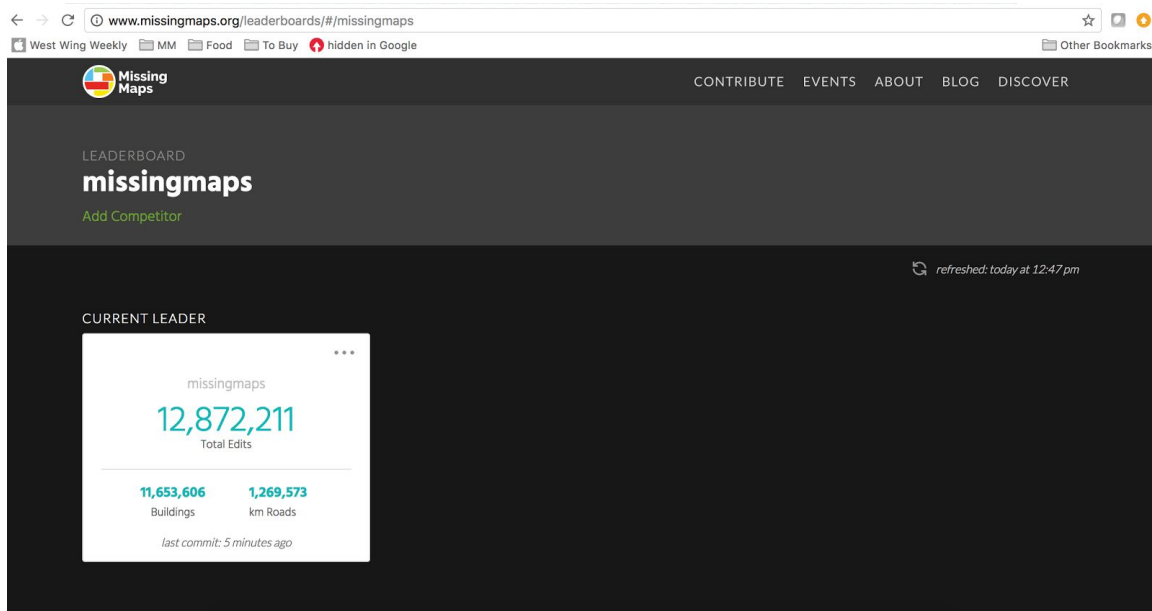 www.missingmaps.org/leaderboards/#/missingmaps
West Wing Weekly MM Food To Buy hidden in Google Other Bookmarks
Missing
Maps
CONTRIBUTE EVENTS ABOUT BLOG DISCOVER
LEADERBOARD
missingmaps
Add Competitor
refreshed: today at 12:47 pm
CURRENT LEADER
missingmaps
12,872,211
Total Edits
11,653,606 1,269,573
Buildings km Roads
last commit: 5 minutes ago